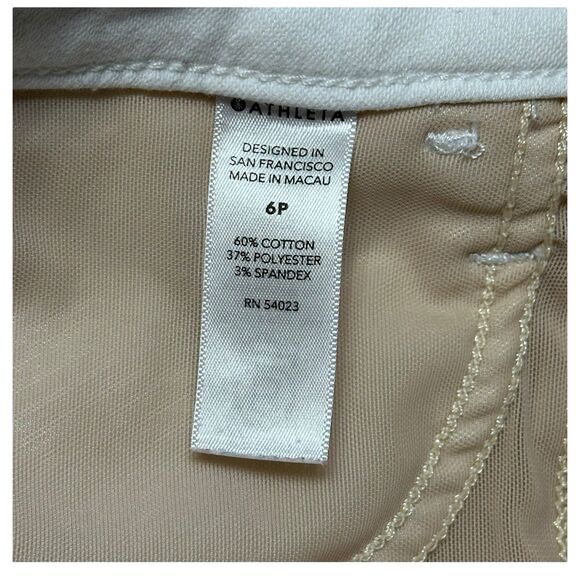 ATHLETA
DESIGNED IN
SAN FRANCISCO
MADE IN MACAU
6P
60% COTTON
37% POLYESTER
3% SPANDEX
RN 54023